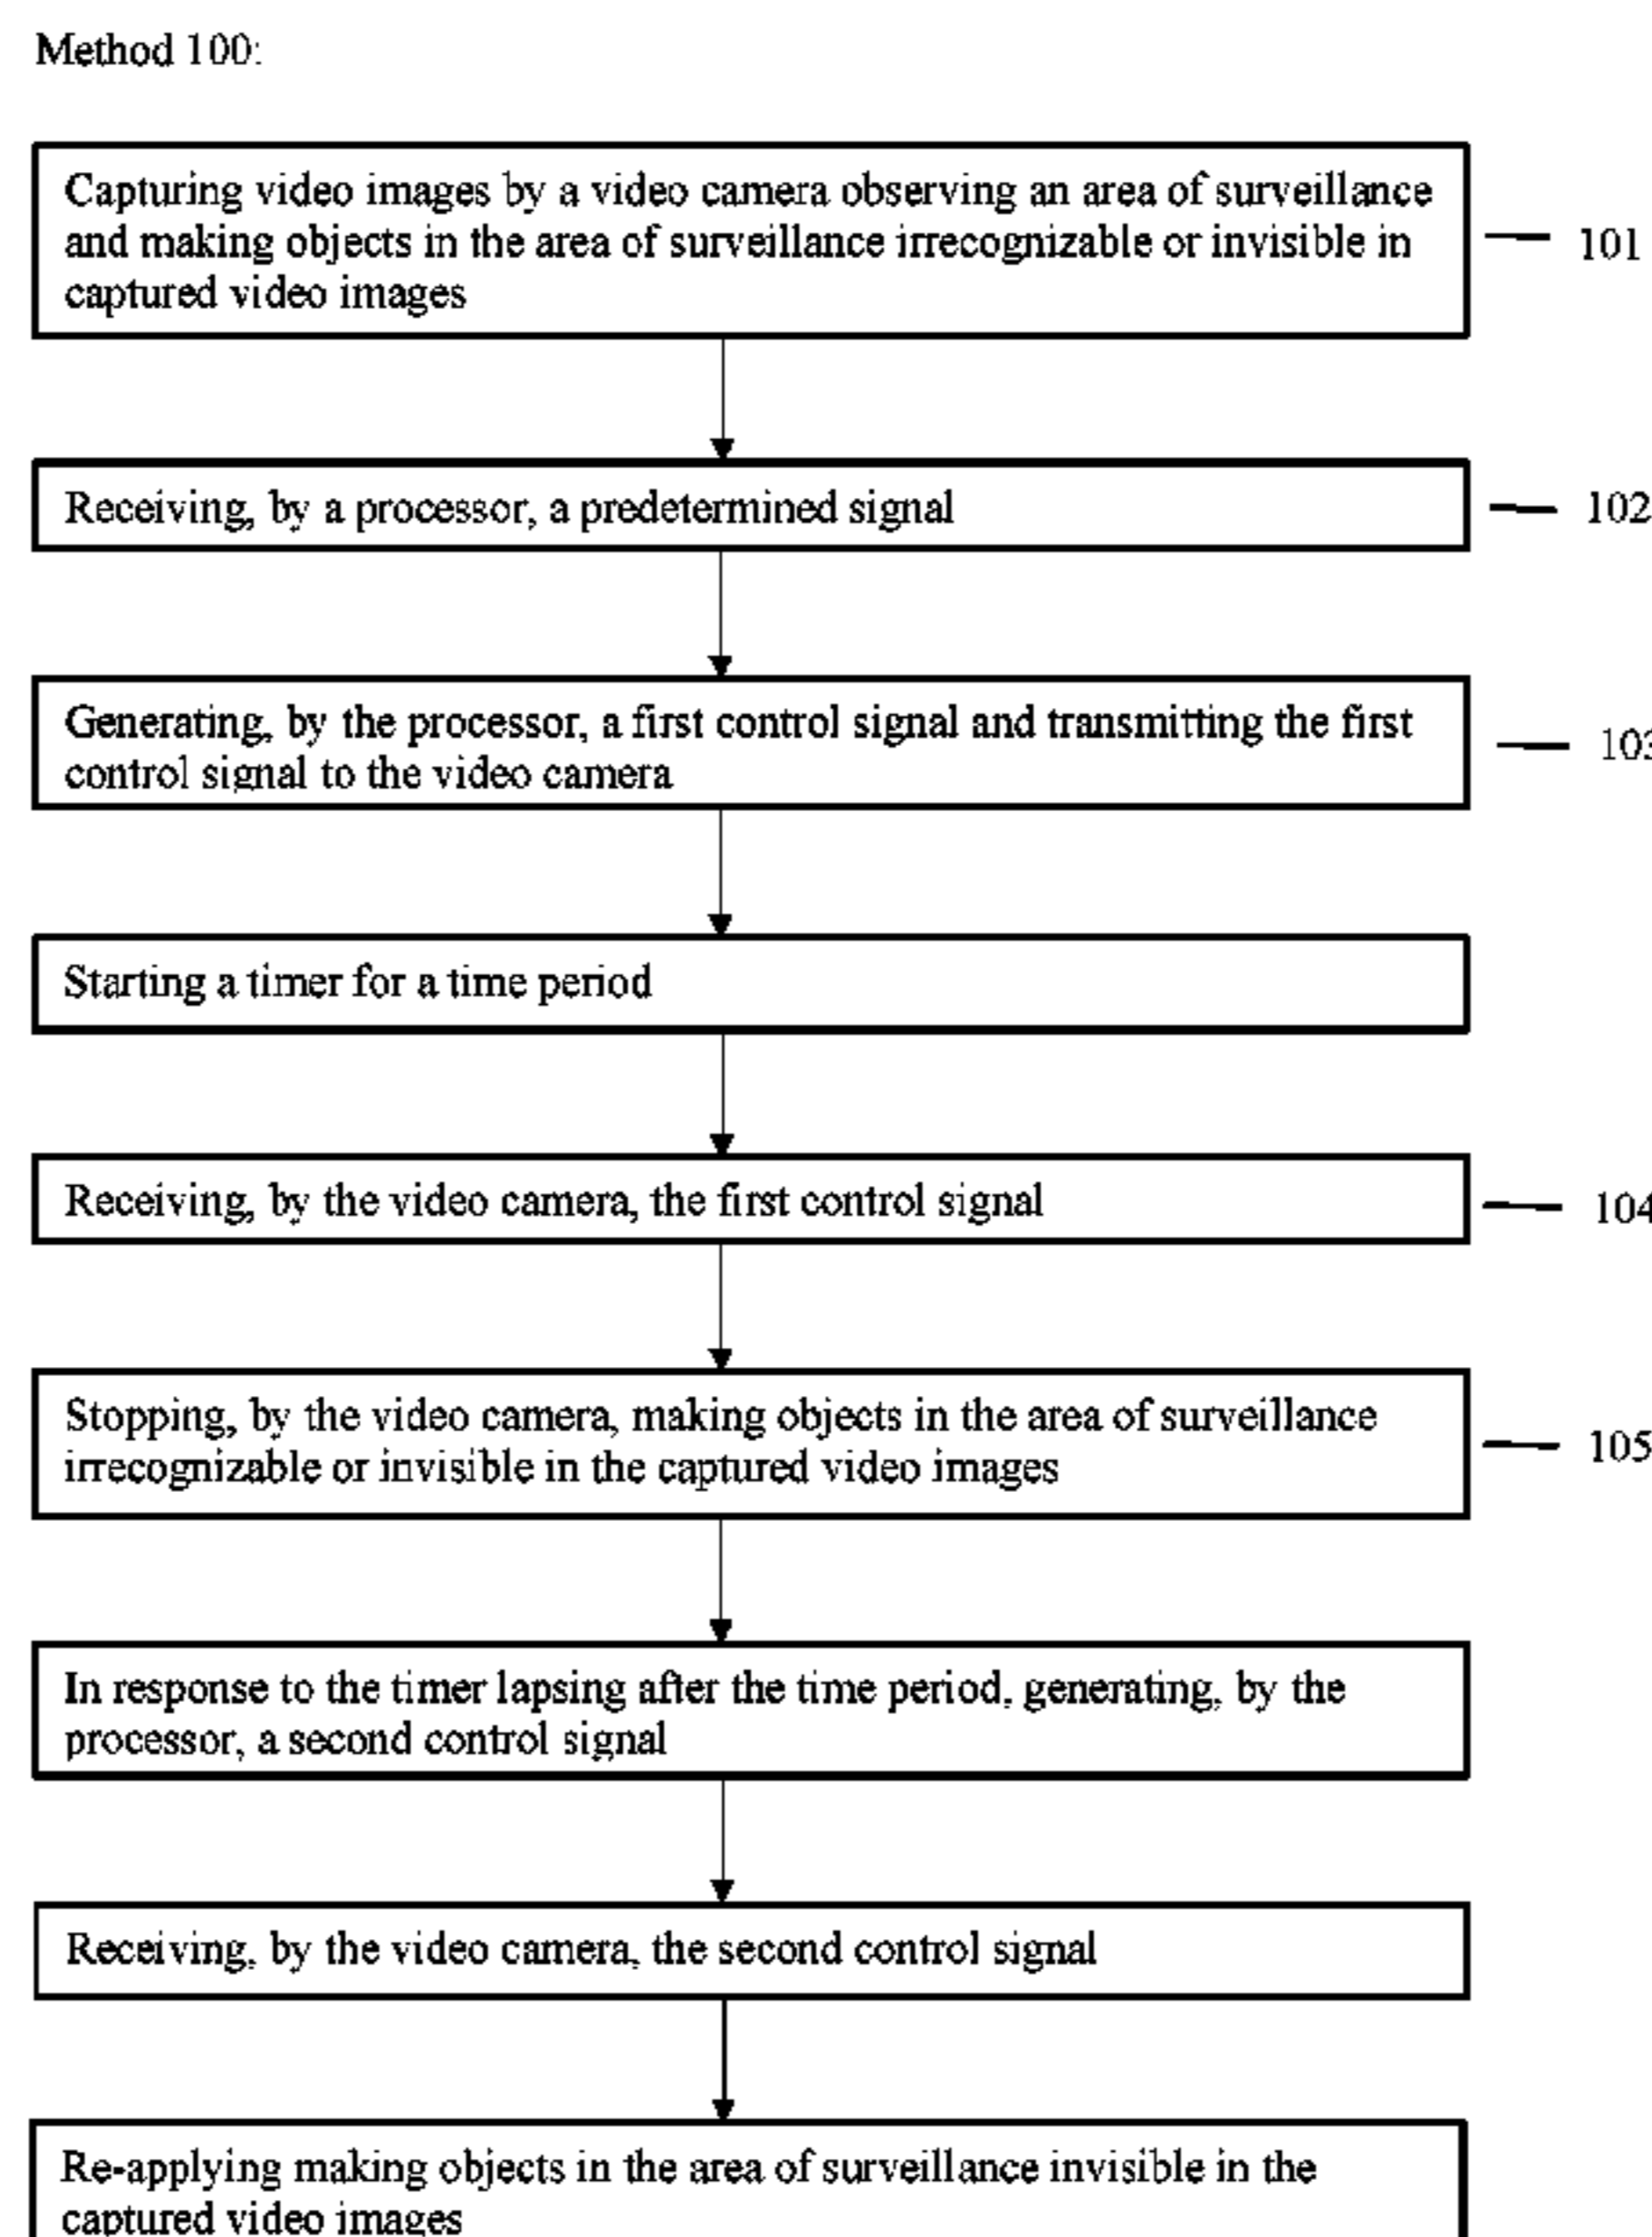 Method 100:
Capturing video images by a video camera observing an area of surveillance
and making objects in the area of surveillance irrecognizable or invisible in
captured video images
101
Receiving, by a processor, a predetermined signal
102
Generating, by the processor, a first control signal and transmitting the first
control signal to the video camera
103
Starting a timer for a time period
Receiving, by the video camera, the first control signal
104
Stopping, by the video camera, making objects in the area of surveillance
irrecognizable or invisible in the captured video images
105
In response to the timer lapsing after the time period, generating, by the
processor, a second control signal
Receiving, by the video camera, the second control signal
Re-applying making objects in the area of surveillance invisible in the
captured video images